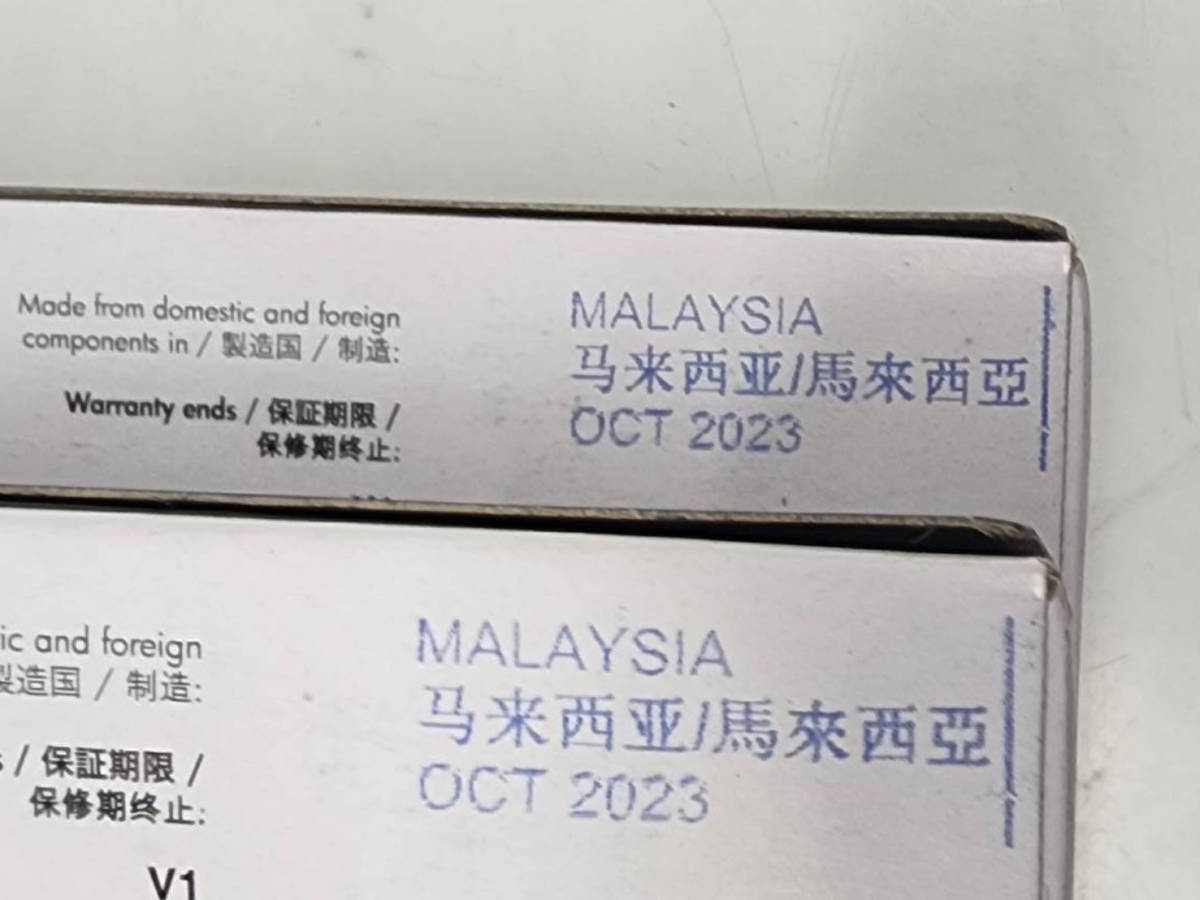 Made from domestic and foreign
components in / 製造国 / 制造:
Warranty ends / 保証期限 /
保修期终止:
MALAYSIA
马来西亚/馬來西亞
OCT 2023
ic and foreign
製造国 / 制造:
s / 保証期限 /
保修期终止:
V1
MALAYSIA
马来西亚/馬來西亞
OCT 2023